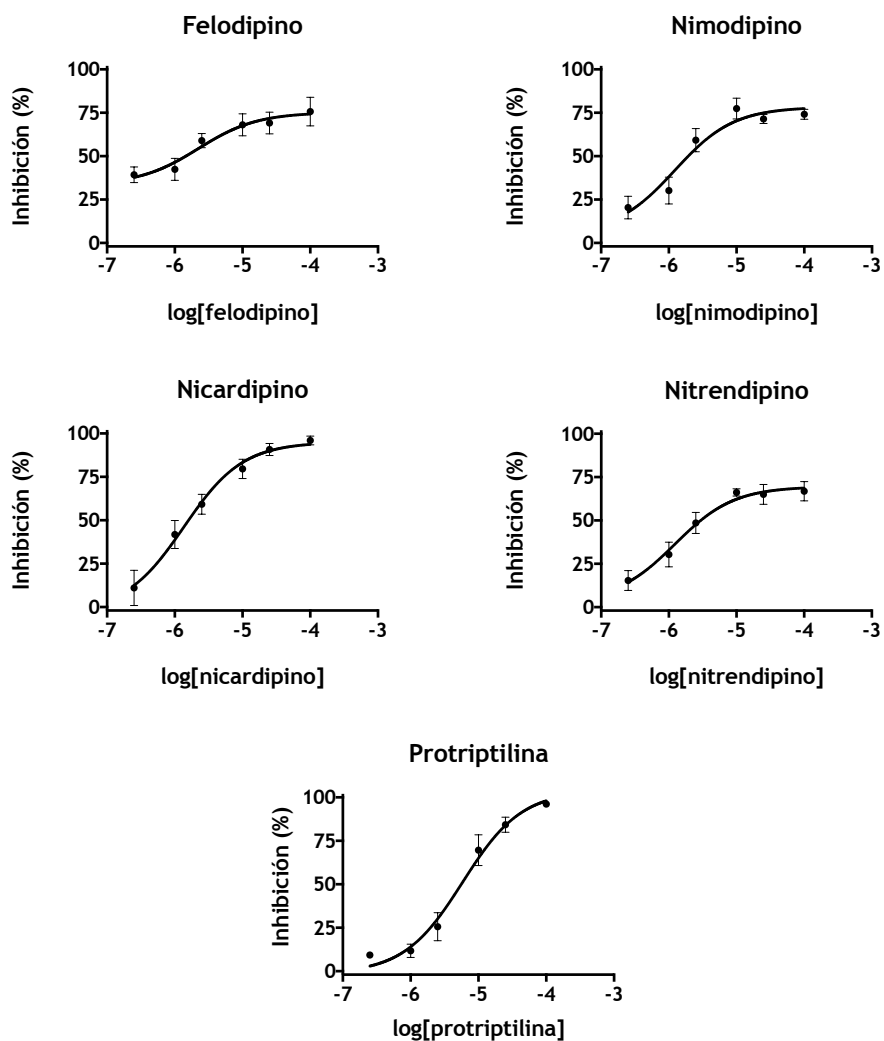 Felodipino
Inhibición (%)
100
75
50
25
0
-7 -6 -5 -4 -3
log[felodipino]
Nimodipino
Inhibición (%)
100
75
50
25
0
-7 -6 -5 -4 -3
log[nimodipino]
Nicardipino
Inhibición (%)
100
75
50
25
0
-7 -6 -5 -4 -3
log[nicardipino]
Nitrendipino
Inhibición (%)
100
75
50
25
0
-7 -6 -5 -4 -3
log[nitrendipino]
Protriptilina
Inhibición (%)
100
75
50
25
0
-7 -6 -5 -4 -3
log[protriptilina]